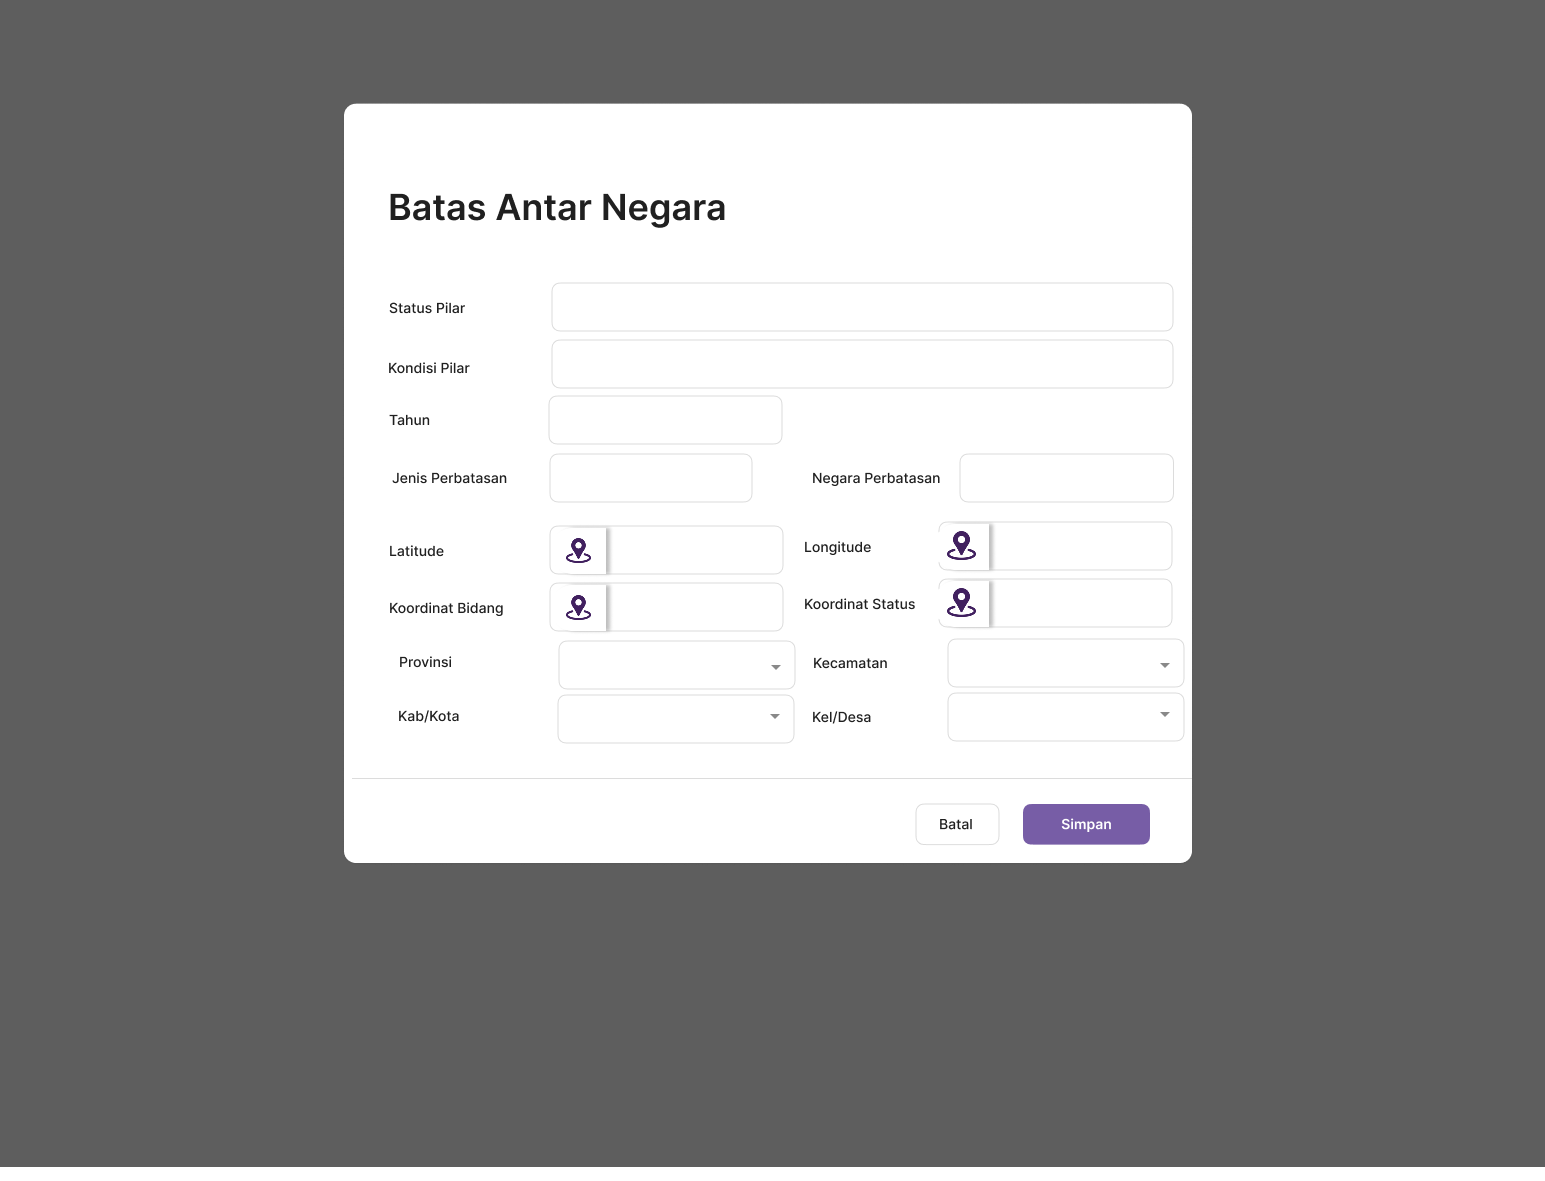 Batas Antar Negara
Status Pilar
Kondisi Pilar
Tahun
Jenis Perbatasan
Negara Perbatasan
Latitude
Longitude
Koordinat Bidang
Koordinat Status
Provinsi
Kecamatan
Kab/Kota
Kel/Desa
Batal
Simpan